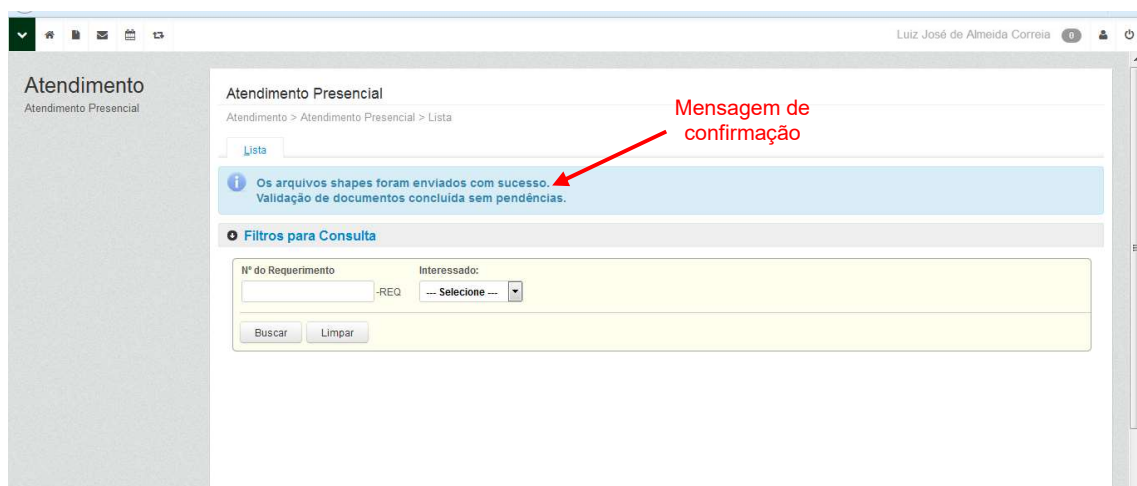 Luiz José de Almeida Correia 0
Atendimento
Atendimento Presencial
Atendimento Presencial
Atendimento > Atendimento Presencial > Lista
Mensagem de
confirmação
Lista
Os arquivos shapes foram enviados com sucesso.
Validação de documentos concluída sem pendências.
Filtros para Consulta
Nº do Requerimento Interessado:
-REQ --- Selecione ---
Buscar Limpar